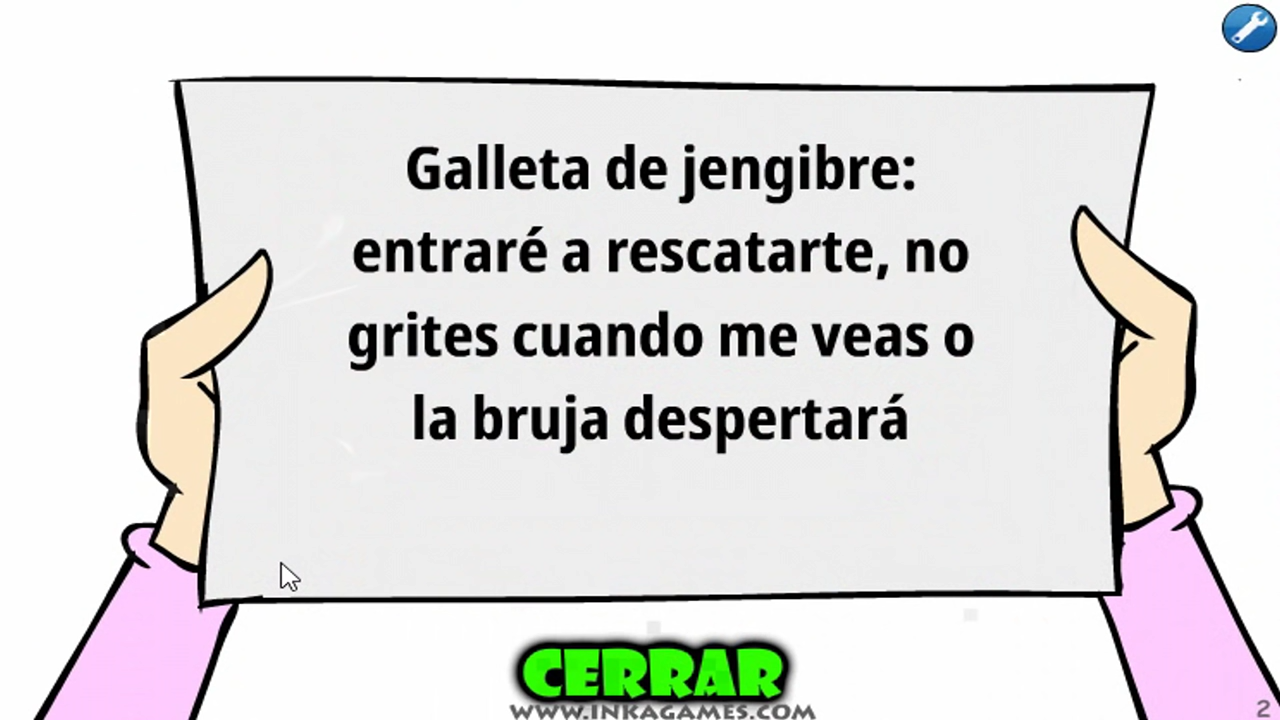 Galleta de jengibre:
entraré a rescatarte, no
grites cuando me veas o
la bruja despertará
CERRAR
WWW.INKAGAMES.COM
2